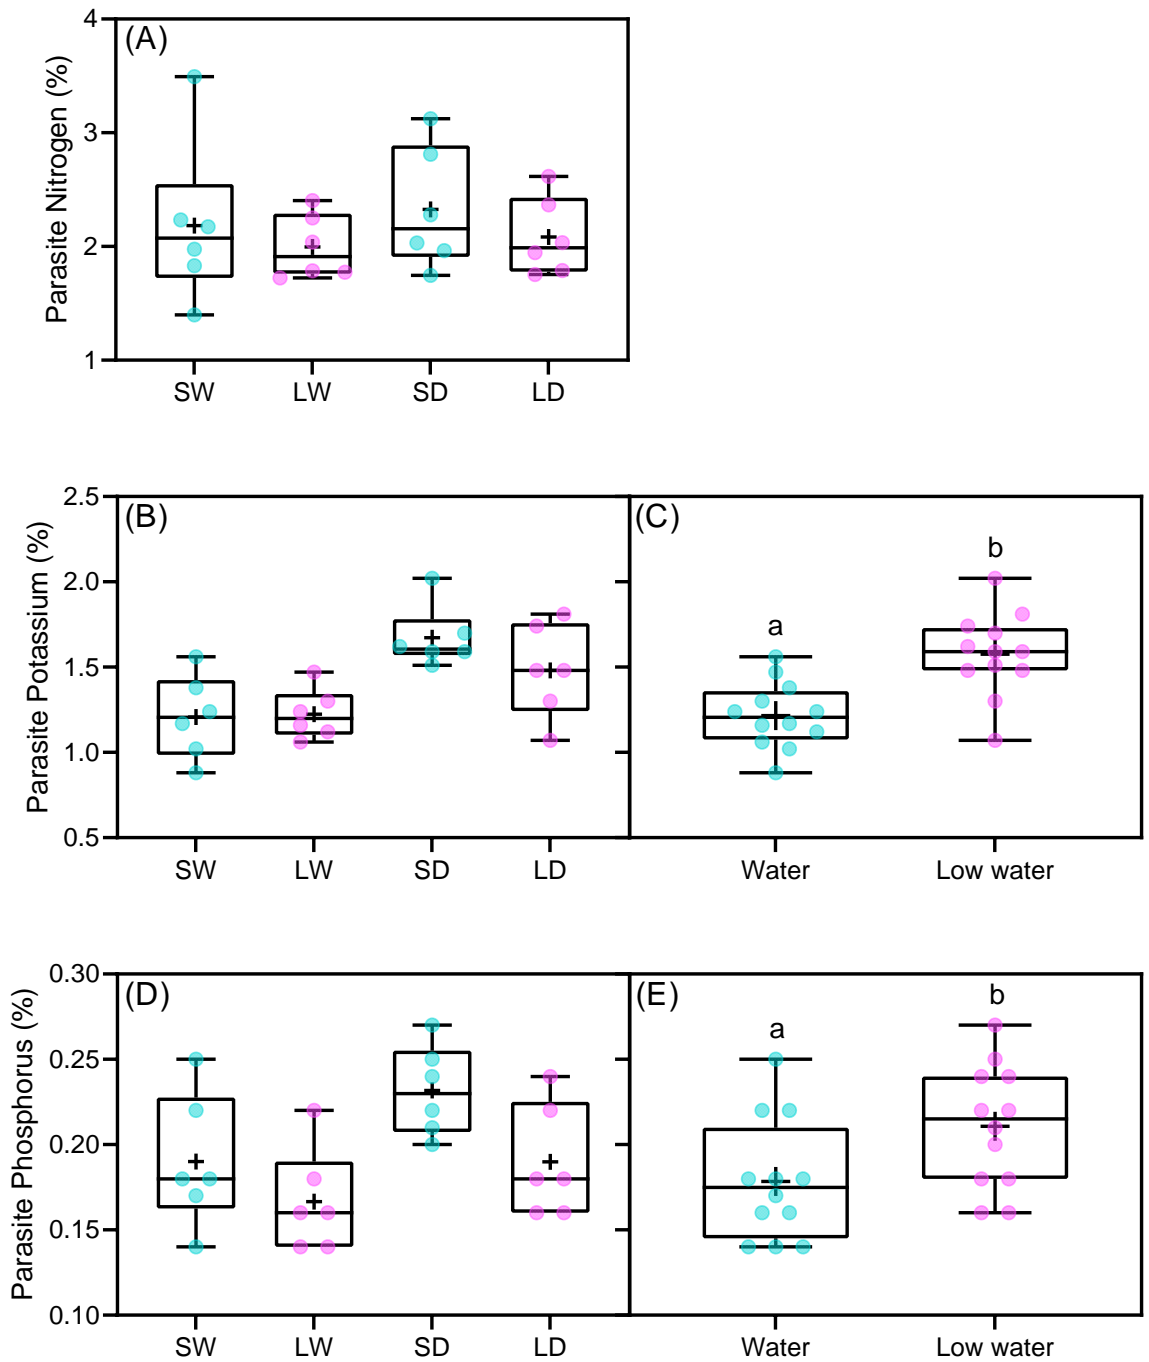 (A)
Parasite Nitrogen (%)
4
3
2
1
SW LW SD LD
(B)
Parasite Potassium (%)
2.5
2.0
1.5
1.0
0.5
SW LW SD LD
(C)
a
b
Water Low water
(D)
Parasite Phosphorus (%)
0.30
0.25
0.20
0.15
0.10
SW LW SD LD
(E)
a
b
Water Low water